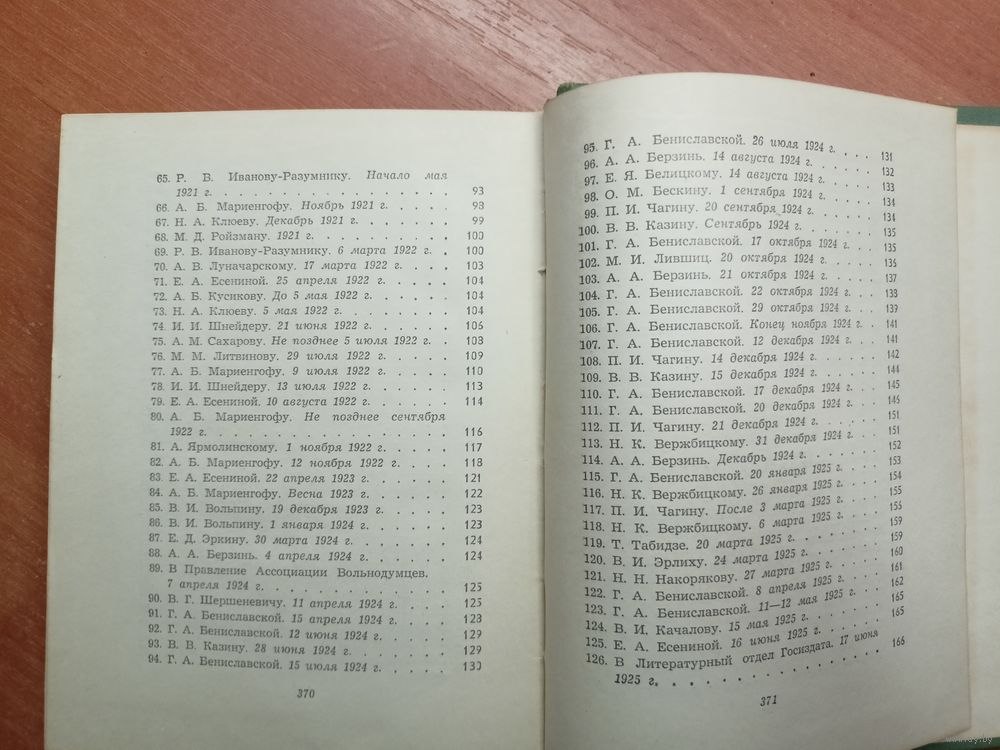 65. Р. В. Иванову-Разумнику. Начало мая
1921 г. . . . . . . . . . . . . . . . 93
66. А. Б. Мариенгофу. Ноябрь 1921 г. . . . . 98
67. Н. А. Клюеву. Декабрь 1921 г. . . . . . 99
68. М. Д. Ройзману. 1921 г. . . . . . . . . 100
69. Р. В. Иванову-Разумнику. 6 марта 1922 г. . 100
70. А. В. Луначарскому. 17 марта 1922 г. . . . 103
71. Е. А. Есениной. 25 апреля 1922 г. . . . . 104
72. А. Б. Кусикову. До 5 мая 1922 г. . . . . 104
73. Н. А. Клюеву. 5 мая 1922 г. . . . . . . 104
74. И. И. Шнейдеру. 21 июня 1922 г. . . . . 106
75. А. М. Сахарову. Не позднее 5 июля 1922 г. . 108
76. М. М. Литвинову. 29 июля 1922 г. . . . . 109
77. А. Б. Мариенгофу. 9 июля 1922 г. . . . . 110
78. И. И. Шнейдеру. 13 июля 1922 г. . . . . 113
79. Е. А. Есениной. 10 августа 1922 г. . . . . 114
80. А. Б. Мариенгофу. Не позднее сентября
1922 г. . . . . . . . . . . . . . . . 116
81. А. Ярмолинскому. 1 ноября 1922 г. . . . . 117
82. А. Б. Мариенгофу. 12 ноября 1922 г. . . . 118
83. Е. А. Есениной. 22 апреля 1923 г. . . . . 121
84. А. Б. Мариенгофу. Весна 1923 г. . . . . . 122
85. В. И. Вольпину. 19 декабря 1923 г. . . . . 123
86. В. И. Вольпину. 1 января 1924 г. . . . . 123
87. Е. Д. Эркину. 30 марта 1924 г. . . . . . 124
88. А. А. Берзинь. 4 апреля 1924 г. . . . . . 124
89. В Правление Ассоциации Вольнодумцев.
7 апреля 1924 г. . . . . . . . . . . . 125
90. В. Г. Шершеневичу. 11 апреля 1924 г. . . . 125
91. Г. А. Бениславской. 15 апреля 1924 г. . . . 128
92. Г. А. Бениславской. 12 июня 1924 г. . . . . 129
93. В. В. Казину. 28 июня 1924 г. . . . . . 129
94. Г. А. Бениславской. 15 июля 1924 г. . . . . 130
370
95. Г. А. Бениславской. 26 июля 1924 г. . . . . 131
96. А. А. Берзинь. 14 августа 1924 г. . . . . 132
97. Е. Я. Белицкому. 14 августа 1924 г. . . . . 133
98. О. М. Бескину. 1 сентября 1924 г. . . . . 134
99. П. И. Чагину. 20 сентября 1924 г. . . . . 134
100. В. В. Казину. Сентябрь 1924 г. . . . . . 135
101. Г. А. Бениславской. 17 октября 1924 г. . . 135
102. М. И. Лившиц. 20 октября 1924 г. . . . . 136
103. А. А. Берзинь. 21 октября 1924 г. . . . . 137
104. Г. А. Бениславской. 22 октября 1924 г. . . 138
105. Г. А. Бениславской. 29 октября 1924 г. . . 139
106. Г. А. Бениславской. Конец ноября 1924 г. . 141
107. Г. А. Бениславской. 12 декабря 1924 г. . . 141
108. П. И. Чагину. 14 декабря 1924 г. . . . . 142
109. В. В. Казину. 15 декабря 1924 г. . . . . 144
110. Г. А. Бениславской. 17 декабря 1924 г. . . 145
111. Г. А. Бениславской. 20 декабря 1924 г. . . 146
112. П. И. Чагину. 21 декабря 1924 г. . . . . 151
113. Н. К. Вержбицкому. 31 декабря 1924 г. . . 151
114. А. А. Берзинь. Декабрь 1924 г. . . . . . 152
115. Г. А. Бениславской. 20 января 1925 г. . . . 153
116. Н. К. Вержбицкому. 26 января 1925 г. . . . 154
117. П. И. Чагину. После 3 марта 1925 г. . . . 155
118. Н. К. Вержбицкому. 6 марта 1925 г. . . . 155
119. Т. Табидзе. 20 марта 1925 г. . . . . . . 159
120. В. И. Эрлиху. 24 марта 1925 г. . . . . . 159
121. Н. Н. Накорякову. 27 марта 1925 г. . . . . 160
122. Г. А. Бениславской. 8 апреля 1925 г. . . . 161
123. Г. А. Бениславской. 11—12 мая 1925 г. . . . 162
124. В. И. Качалову. 15 мая 1925 г. . . . . . 165
125. Е. А. Есениной. 16 июня 1925 г. . . . . . 165
126. В Литературный отдел Госиздата. 17 июня
1925 г. . . . . . . . . . . . . . . . 166
371